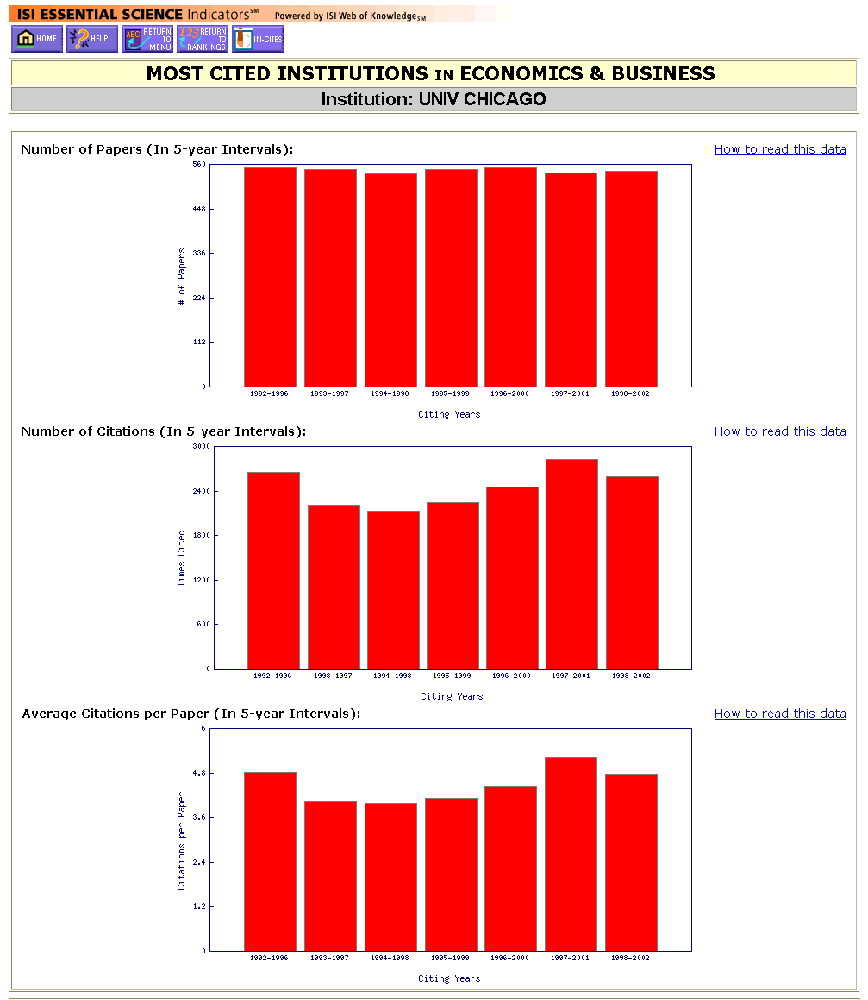 ISI ESSENTIAL SCIENCE Indicators℠ Powered by ISI Web of Knowledge℠
HOME HELP ABC RETURN TO MENU 123 RETURN TO RANKINGS IN-CITES
MOST CITED INSTITUTIONS IN ECONOMICS & BUSINESS
Institution: UNIV CHICAGO
Number of Papers (In 5-year Intervals): How to read this data
560
448
336
224
112
0
# of Papers
1992-1996 1993-1997 1994-1998 1995-1999 1996-2000 1997-2001 1998-2002
Citing Years
Number of Citations (In 5-year Intervals): How to read this data
3000
2400
1800
1200
600
0
Times Cited
1992-1996 1993-1997 1994-1998 1995-1999 1996-2000 1997-2001 1998-2002
Citing Years
Average Citations per Paper (In 5-year Intervals): How to read this data
6
4.8
3.6
2.4
1.2
0
Citations per Paper
1992-1996 1993-1997 1994-1998 1995-1999 1996-2000 1997-2001 1998-2002
Citing Years